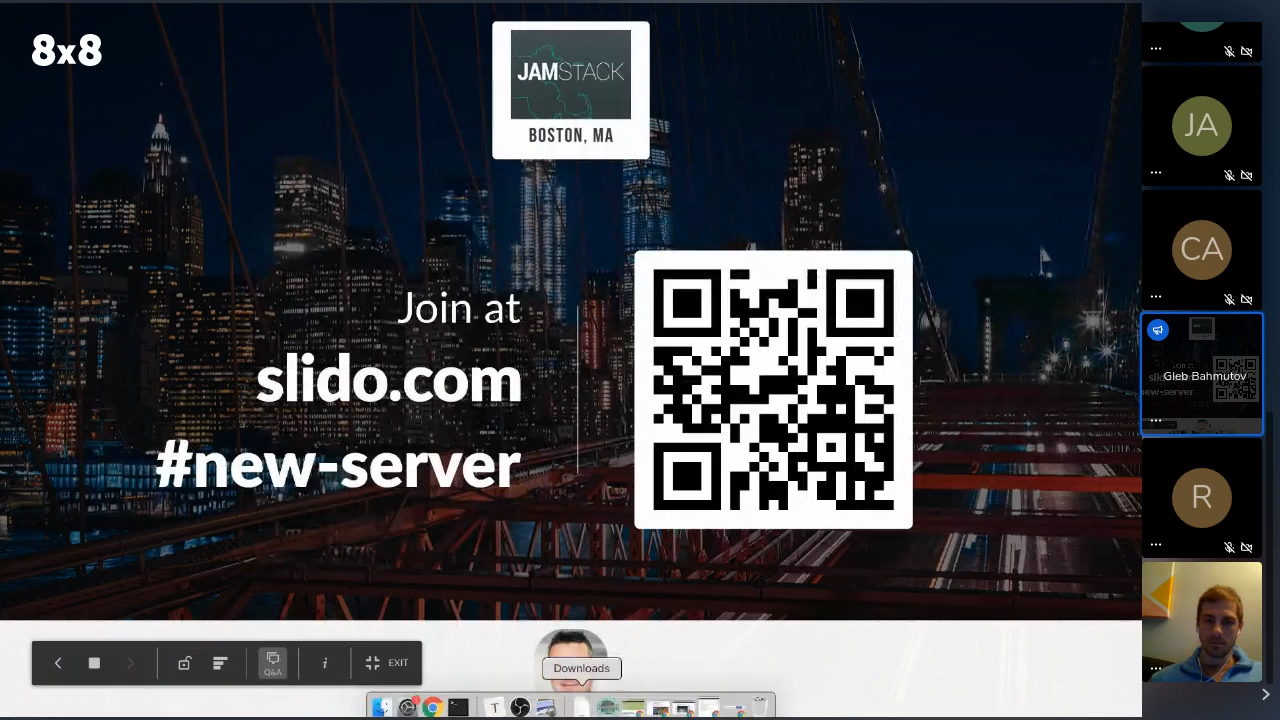 8x8
JAMSTACK
BOSTON, MA
Join at
slido.com
#new-server
JA
CA
Gleb Bahmutov
R
Q&A
i
EXIT
Downloads
T